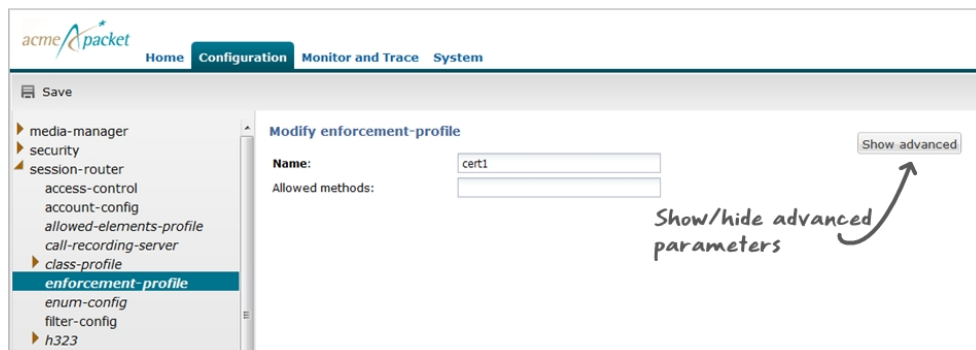 acme packet
Home Configuration Monitor and Trace System
Save
media-manager
security
session-router
access-control
account-config
allowed-elements-profile
call-recording-server
class-profile
enforcement-profile
enum-config
filter-config
h323
Modify enforcement-profile
Show advanced
Name: cert1
Allowed methods:
Show/hide advanced
parameters